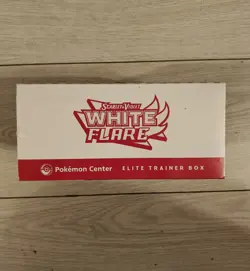 SCARLET & VIOLET
WHITE
FLARE
Pokémon Center ELITE TRAINER BOX